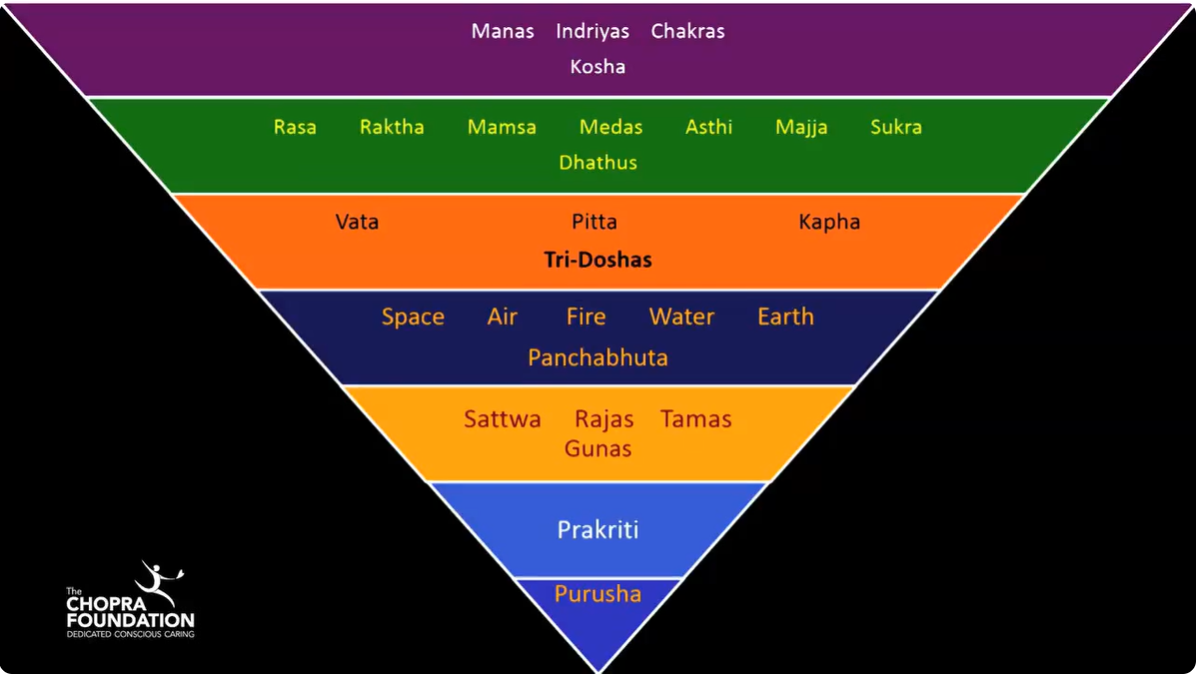 Manas Indriyas Chakras
Kosha
Rasa Raktha Mamsa Medas Asthi Majja Sukra
Dhathus
Vata Pitta Kapha
Tri-Doshas
Space Air Fire Water Earth
Panchabhuta
Sattwa Rajas Tamas
Gunas
Prakriti
Purusha
The
CHOPRA
FOUNDATION
DEDICATED CONSCIOUS CARING